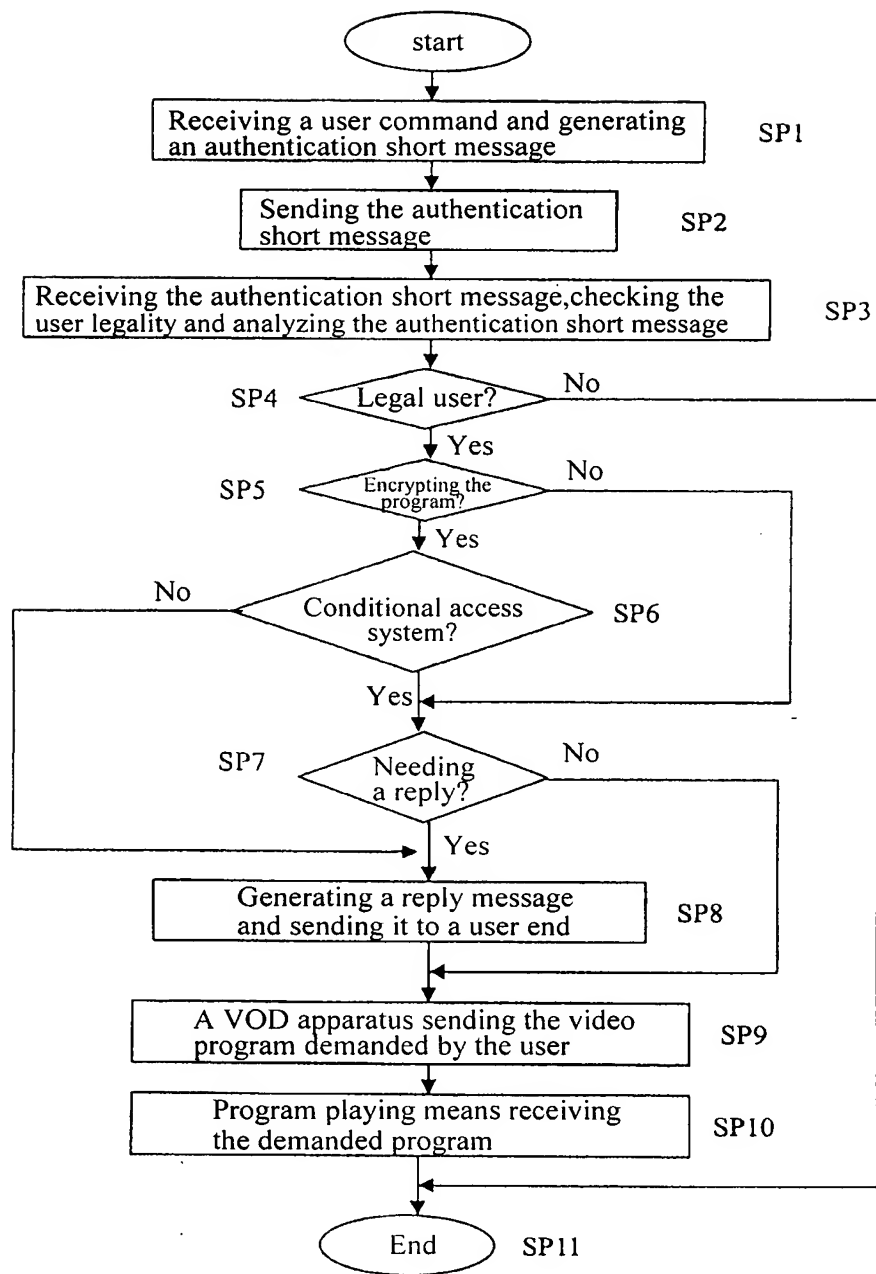 start
Receiving a user command and generating
an authentication short message
SP1
Sending the authentication
short message
SP2
Receiving the authentication short message,checking the
user legality and analyzing the authentication short message
SP3
SP4
Legal user?
No
Yes
SP5
Encrypting the
program?
No
Yes
No
Conditional access
system?
SP6
Yes
SP7
Needing
a reply?
No
Yes
Generating a reply message
and sending it to a user end
SP8
A VOD apparatus sending the video
program demanded by the user
SP9
Program playing means receiving
the demanded program
SP10
End
SP11